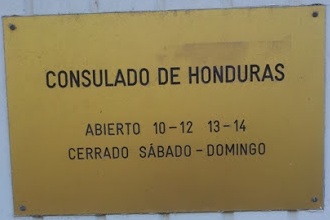 CONSULADO DE HONDURAS
ABIERTO 10-12 13-14
CERRADO SÁBADO-DOMINGO